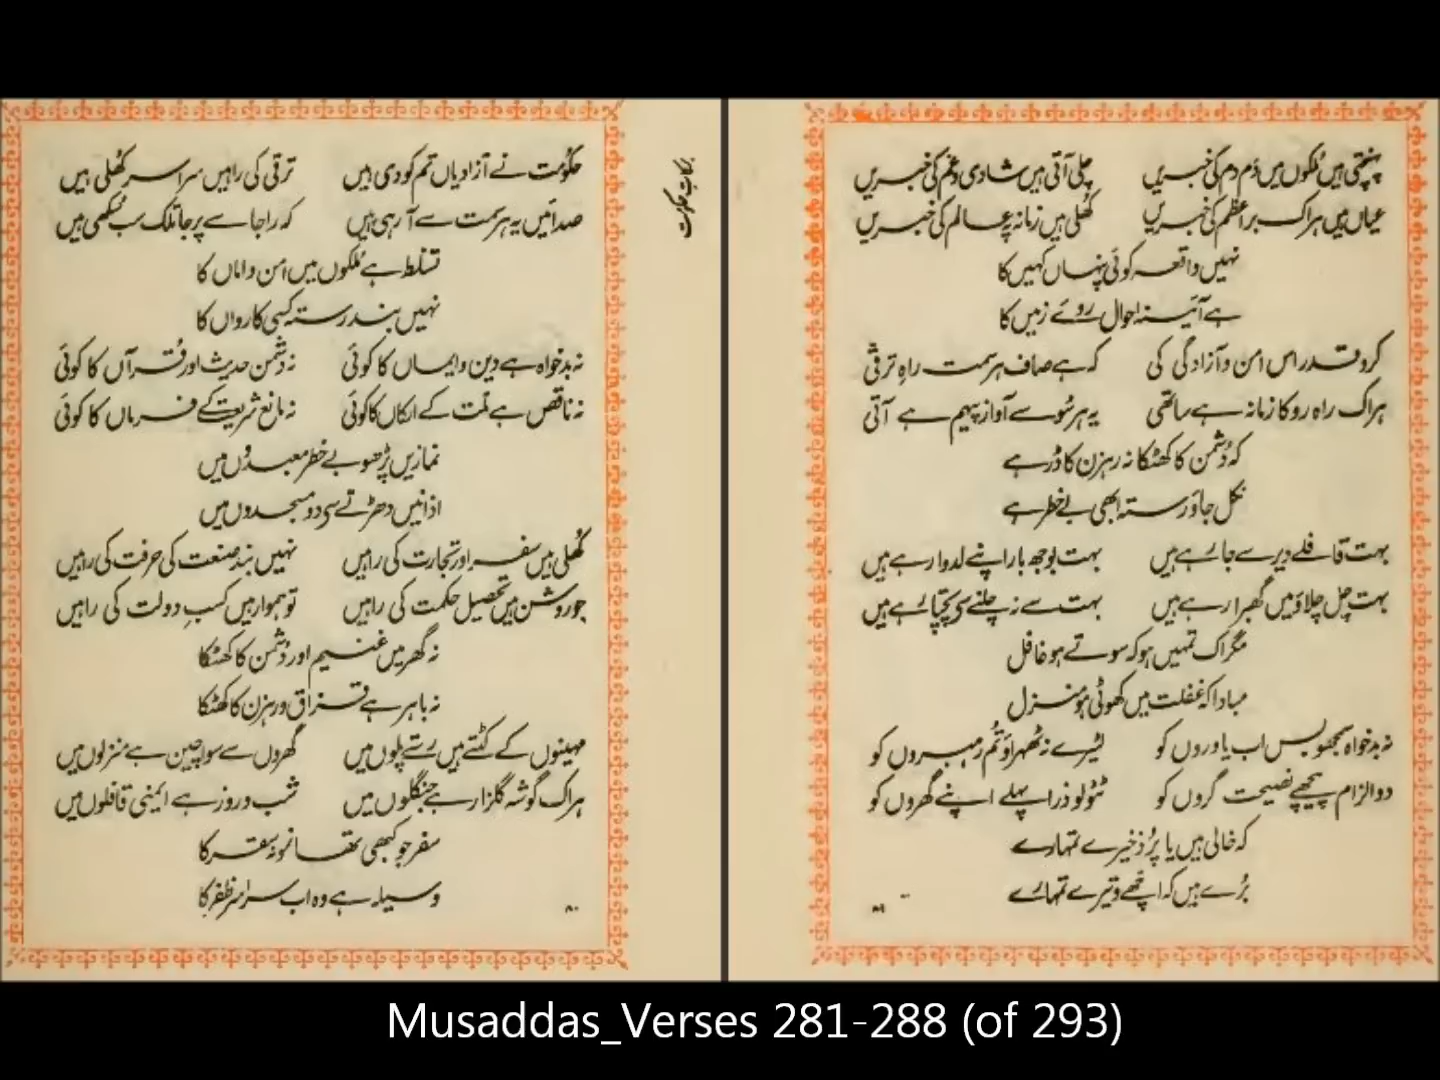 برکاتِ حکومت
حکومت نے آزادیاں تم کو دی ہیں ترقی کی راہیں سراسر کھلی ہیں
صدائیں یہ ہر سمت سے آ رہی ہیں کہ راجا سے پرجا تلک سب سُکھی ہیں
تسلّط ہے مُلکوں میں امن و اماں کا
نہیں بند رستہ کسی کارواں کا
نہ بدخواہ ہے دین و ایماں کا کوئی نہ دشمن حدیث اور قُرآں کا کوئی
نہ ناقص ہے ملّت کے ارکاں کا کوئی نہ مانع شریعت کے فرماں کا کوئی
نمازیں پڑھو بے خطر معبدوں میں
اذانیں دھڑتے سے دو مسجدوں میں
کُھلی ہیں سفر اور تجارت کی راہیں نہیں بند صنعت کی حرفت کی راہیں
جو روشن ہیں تحصیل حکمت کی راہیں تو ہموار ہیں کسبِ دولت کی راہیں
نہ گھر میں غنیم اور دُشمن کا کھٹکا
نہ باہر ہے قزاق و رہزن کا کھٹکا
مہینوں کے کٹتے ہیں رستے پلوں میں گھروں سے سوا چین ہے منزلوں میں
ہر اک گوشہ گلزار ہے جنگلوں میں شب و روز ہے ایمنی قافلوں میں
سفر جو کبھی تھا نمونہ سقر کا
وسیلہ ہے وہ اب سراسر ظفر کا
۸۰
پہنچتی ہیں مُلکوں میں دَم دَم کی خبریں چلی آتی ہیں شادی و غم کی خبریں
عیاں ہیں ہر اک برِ اعظم کی خبریں کُھلی ہیں زمانہ پہ عالم کی خبریں
نہیں واقعہ کوئی پنہاں کہیں کا
ہے آئینہ احوال روئے زمیں کا
کرو قدر اس امن و آزادگی کی کہ ہے صاف ہر سمت راہِ ترقی
ہر اک راہ رو کا زمانہ ہے ساتھی یہ ہر سُو سے آواز پیہم ہے آتی
کہ دُشمن کا کھٹکا نہ رہزن کا ڈر ہے
نکل جاؤ رستہ ابھی بے خطر ہے
بہت قافلے دیر سے جا رہے ہیں بہت بوجھ بار اپنے لدوا رہے ہیں
بہت چل چلاؤ میں گھبرا رہے ہیں بہت سے نہ چلنے سے پچتا رہے ہیں
مگر اک تمہیں ہو کہ سوتے ہو غافل
مبادا کہ غفلت میں کھوٹی ہو منزل
نہ بدخواہ سمجھو بس اب یاوروں کو لٹیرے نہ ٹھہراؤ تُم رہبروں کو
دو الزام پیچھے نصیحت گروں کو ٹٹولو ذرا پہلے اپنے گھروں کو
کہ خالی ہیں یا پُر ذخیرے تمہارے
بُرے ہیں کہ اچھے وتیرے تمہارے
۸۱
Musaddas_Verses 281-288 (of 293)